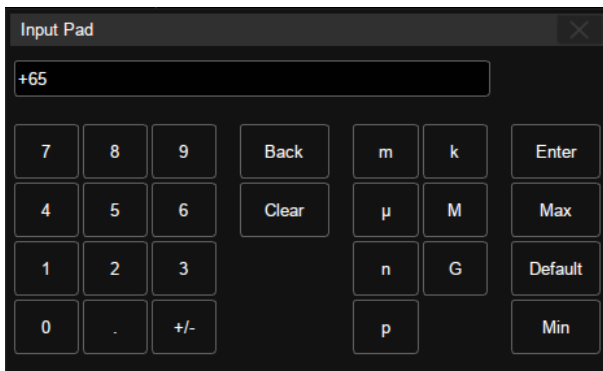 Input Pad
+65
7 8 9 Back m k Enter
4 5 6 Clear µ M Max
1 2 3 n G Default
0 . +/- p Min